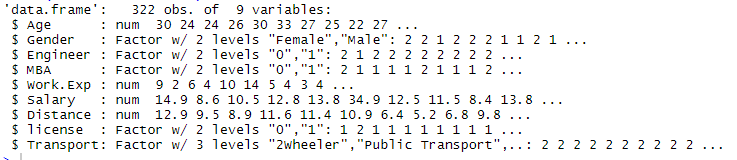 'data.frame':   322 obs. of  9 variables:
 $ Age      : num  30 24 24 26 30 33 27 25 22 27 ...
 $ Gender   : Factor w/ 2 levels "Female","Male": 2 2 1 2 2 2 1 1 2 1 ...
 $ Engineer : Factor w/ 2 levels "0","1": 2 1 2 2 2 2 2 2 2 2 ...
 $ MBA      : Factor w/ 2 levels "0","1": 2 1 1 1 1 2 1 1 1 2 ...
 $ Work.Exp : num  9 2 6 4 10 14 5 4 3 4 ...
 $ Salary   : num  14.9 8.6 10.5 12.8 13.8 34.9 12.5 11.5 8.4 13.8 ...
 $ Distance : num  12.9 9.5 8.9 11.6 11.4 10.9 6.4 5.2 6.8 9.8 ...
 $ license  : Factor w/ 2 levels "0","1": 1 2 1 1 1 1 1 1 1 1 ...
 $ Transport: Factor w/ 3 levels "2Wheeler","Public Transport",..: 2 2 2 2 2 2 2 2 2 2 ...
>